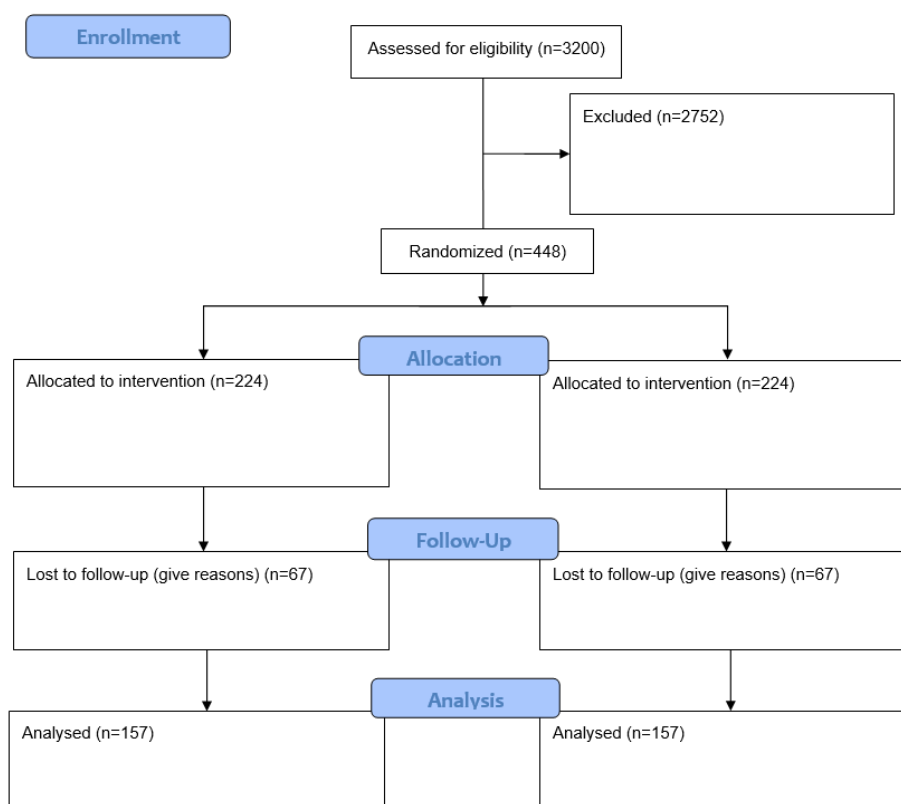 Enrollment
Assessed for eligibility (n=3200)
Excluded (n=2752)
Randomized (n=448)
Allocation
Allocated to intervention (n=224)
Allocated to intervention (n=224)
Follow-Up
Lost to follow-up (give reasons) (n=67)
Lost to follow-up (give reasons) (n=67)
Analysis
Analysed (n=157)
Analysed (n=157)